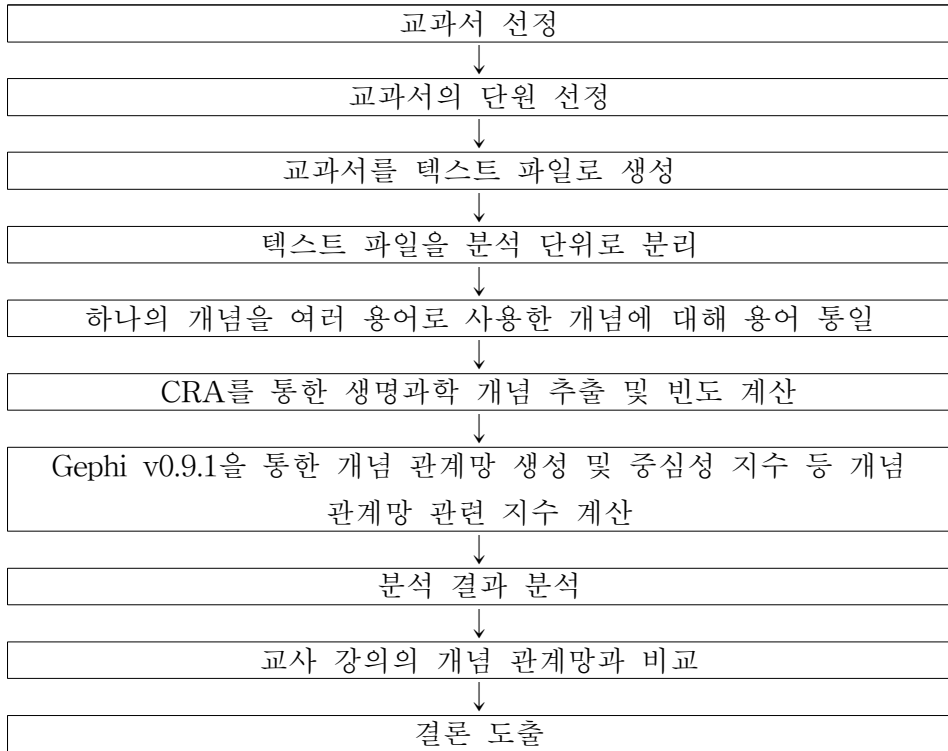 교과서 선정
교과서의 단원 선정
교과서를 텍스트 파일로 생성
텍스트 파일을 분석 단위로 분리
하나의 개념을 여러 용어로 사용한 개념에 대해 용어 통일
CRA를 통한 생명과학 개념 추출 및 빈도 계산
Gephi v0.9.1을 통한 개념 관계망 생성 및 중심성 지수 등 개념
관계망 관련 지수 계산
분석 결과 분석
교사 강의의 개념 관계망과 비교
결론 도출